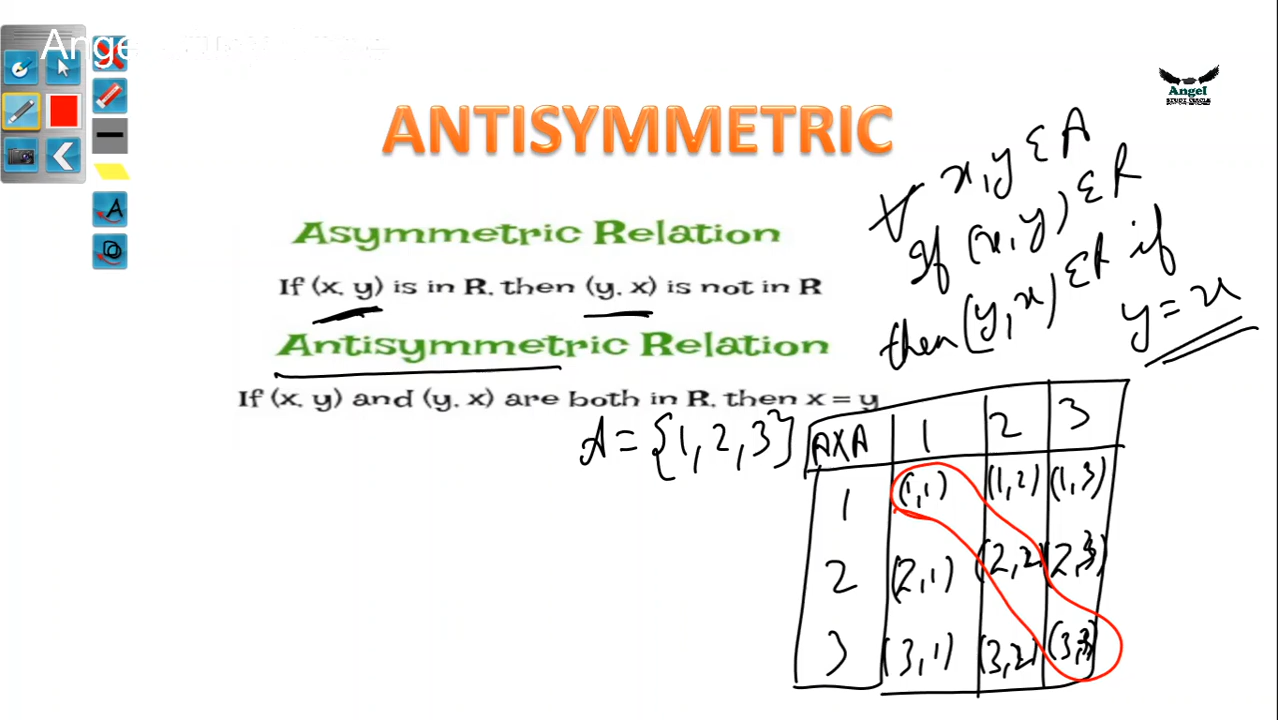 Ange
Angel
ANTISYMMETRIC
∀ x,y ∈ A
If (x,y) ∈ R
then (y,x) ∈ R if
y = x
Asymmetric Relation
If (x, y) is in R, then (y, x) is not in R
Antisymmetric Relation
If (x, y) and (y, x) are both in R, then x = y
A = {1, 2, 3}
AXA 1 2 3
1 (1,1) (1,2) (1,3)
2 (2,1) (2,2) (2,3)
3 (3,1) (3,2) (3,3)